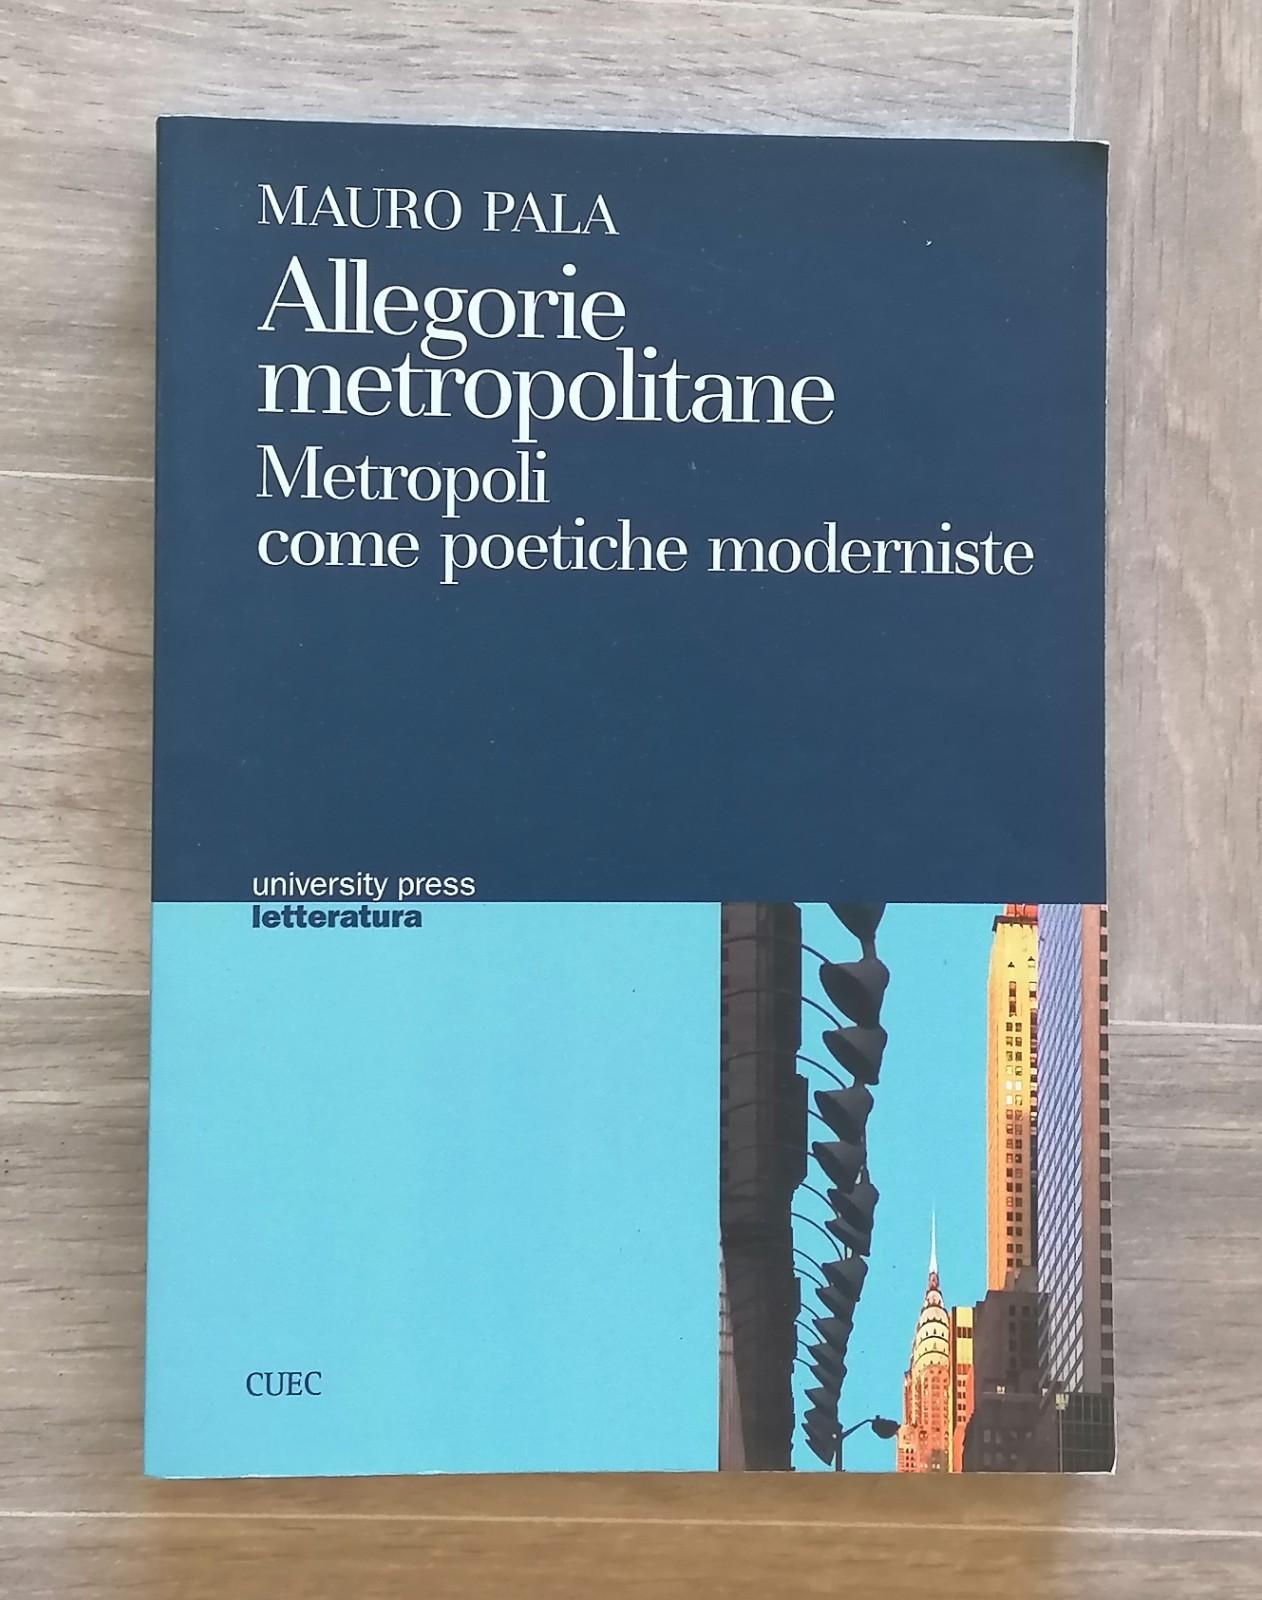 MAURO PALA
Allegorie
metropolitane
Metropoli
come poetiche moderniste
university press
letteratura
CUEC